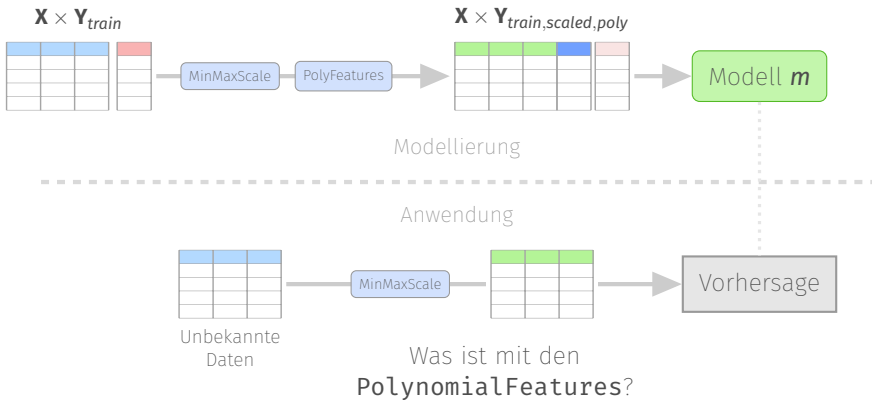 X × Y_train
X × Y_train,scaled,poly
MinMaxScale
PolyFeatures
Modell m
Modellierung
Anwendung
MinMaxScale
Vorhersage
Unbekannte
Daten
Was ist mit den
PolynomialFeatures?